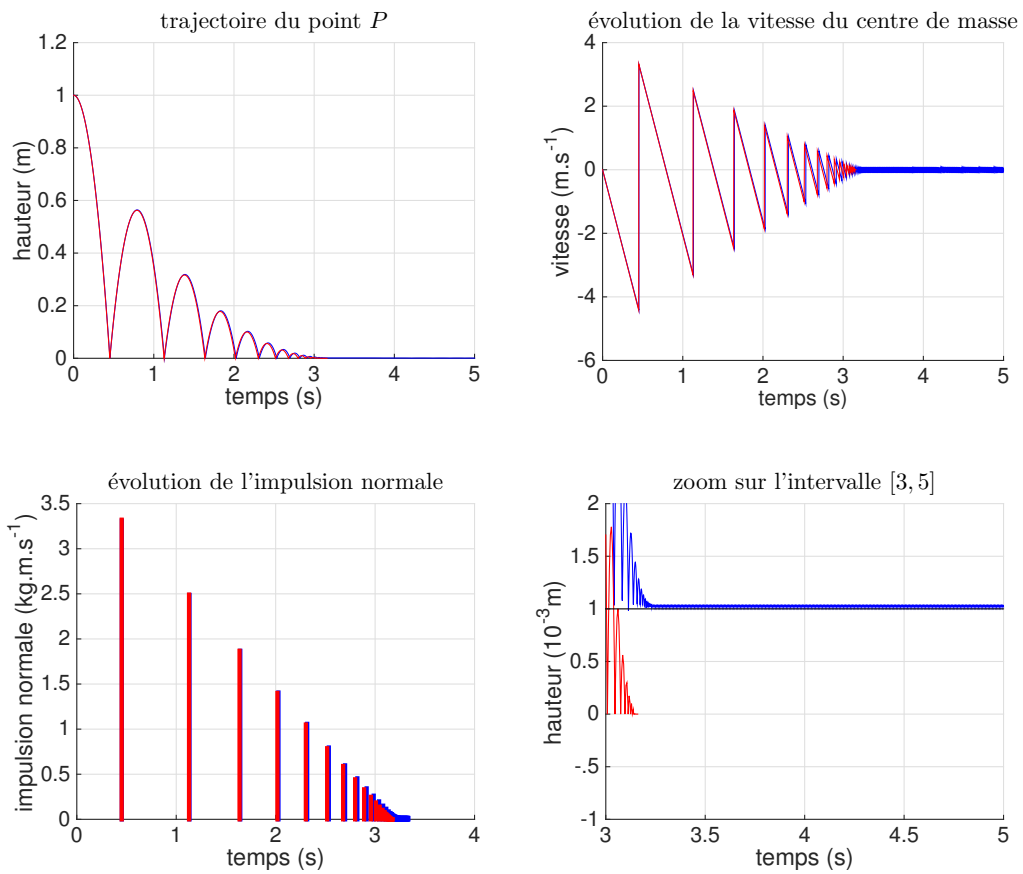 trajectoire du point P
hauteur (m)
1.2
1
0.8
0.6
0.4
0.2
0
0 1 2 3 4 5
temps (s)
évolution de la vitesse du centre de masse
vitesse (m.s⁻¹)
4
2
0
-2
-4
-6
0 1 2 3 4 5
temps (s)
évolution de l'impulsion normale
impulsion normale (kg.m.s⁻¹)
3.5
3
2.5
2
1.5
1
0.5
0
0 1 2 3 4
temps (s)
zoom sur l'intervalle [3, 5]
hauteur (10⁻³m)
2
1.5
1
0.5
0
-.5
-1
3 3.5 4 4.5 5
temps (s)